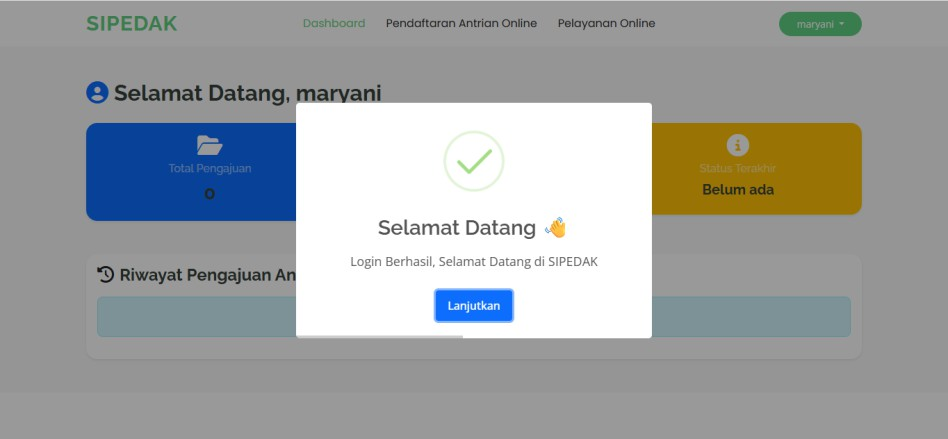 SIPEDAK
Dashboard
Pendaftaran Antrian Online
Pelayanan Online
maryani
Selamat Datang, maryani
Total Pengajuan
0
Status Terakhir
Belum ada
Selamat Datang 👋
Login Berhasil, Selamat Datang di SIPEDAK
Lanjutkan
Riwayat Pengajuan An